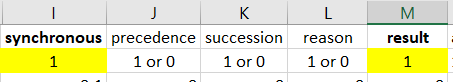 I J K L M
synchronous precedence succession reason result
1 1 or 0 1 or 0 1 or 0 1